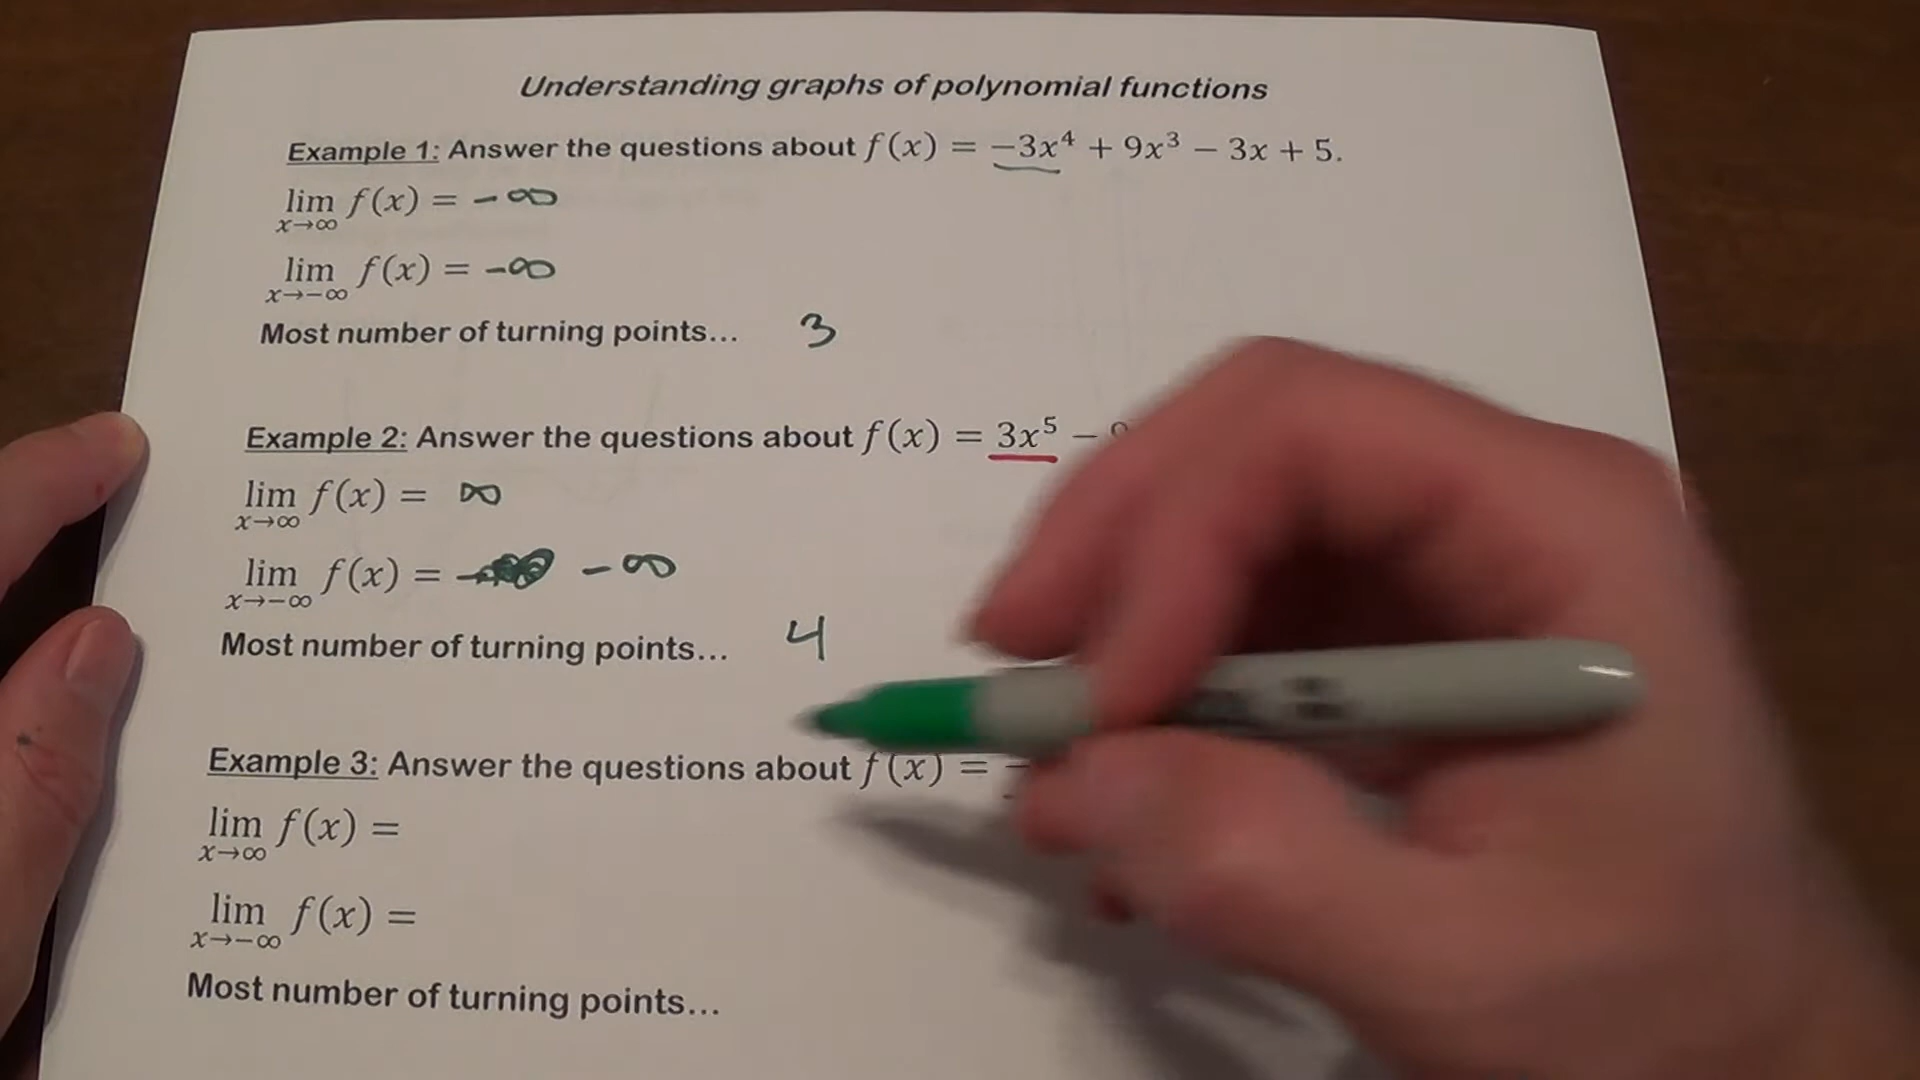 Understanding graphs of polynomial functions
Example 1: Answer the questions about f(x) = −3x⁴ + 9x³ − 3x + 5.
lim f(x) = −∞
x→∞
lim f(x) = −∞
x→−∞
Most number of turning points... 3
Example 2: Answer the questions about f(x) = 3x⁵ −
lim f(x) = ∞
x→∞
lim f(x) = −∞
x→−∞
Most number of turning points... 4
Example 3: Answer the questions about f(x) = −
lim f(x) =
x→∞
lim f(x) =
x→−∞
Most number of turning points...